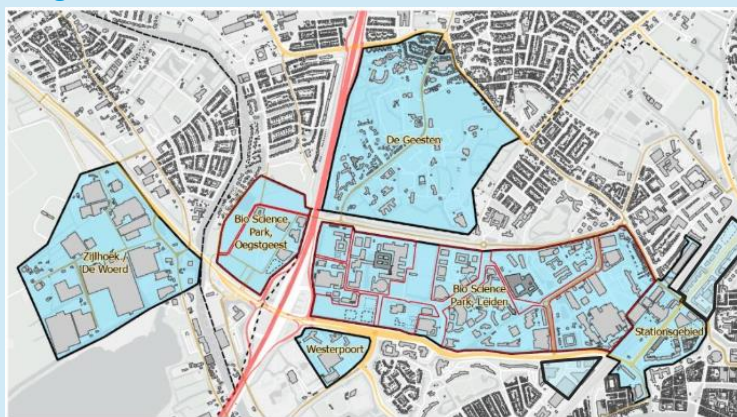 De Geesten
Bio Science
Park,
Oegstgeest
Zijlhoek /
De Woerd
Bio Science
Park, Leiden
Stationsgebied
Westerpoort